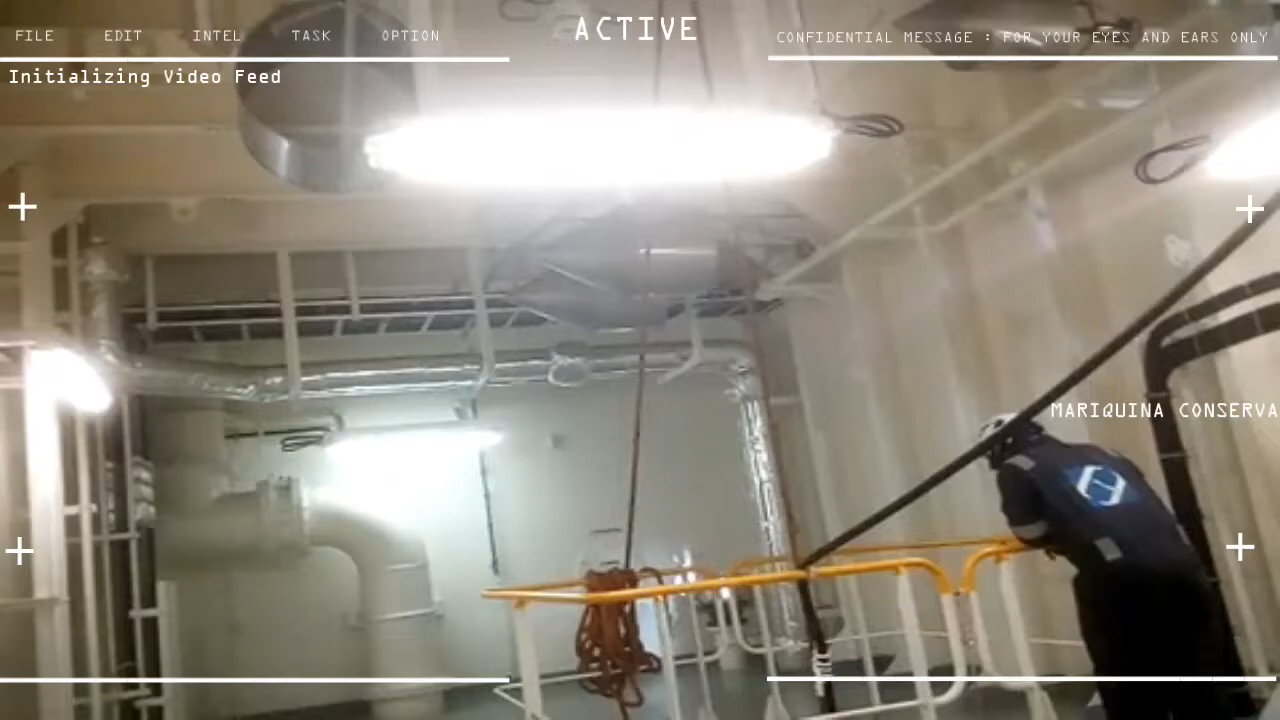 FILE EDIT INTEL TASK OPTION
ACTIVE
CONFIDENTIAL MESSAGE : FOR YOUR EYES AND EARS ONLY
Initializing Video Feed
MARIQUINA CONSERVA